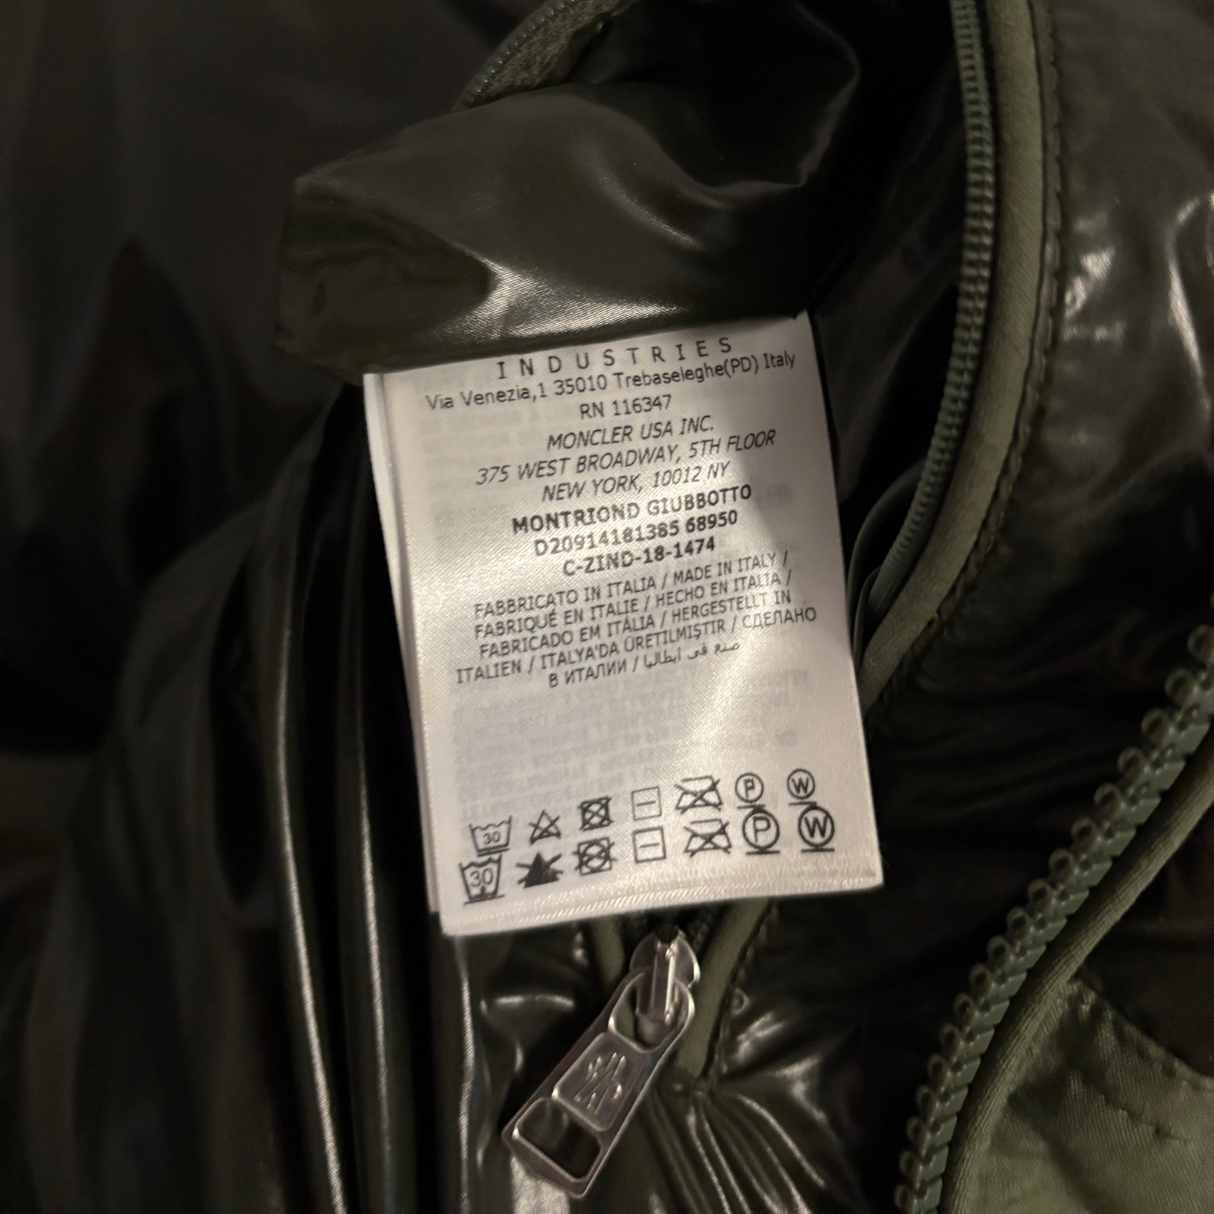 INDUSTRIES
Via Venezia,1 35010 Trebaseleghe(PD) Italy
RN 116347
MONCLER USA INC.
375 WEST BROADWAY, 5TH FLOOR
NEW YORK, 10012 NY
MONTRIOND GIUBBOTTO
D20914181385 68950
C-ZIND-18-1474
FABBRICATO IN ITALIA / MADE IN ITALY /
FABRIQUÉ EN ITALIE / HECHO EN ITALIA /
FABRICADO EM ITÁLIA / HERGESTELLT IN
ITALIEN / ITALYA'DA ÜRETILMIŞTIR / СДЕЛАНО
В ИТАЛИИ / صنع في ايطاليا
30 P W
30 P W